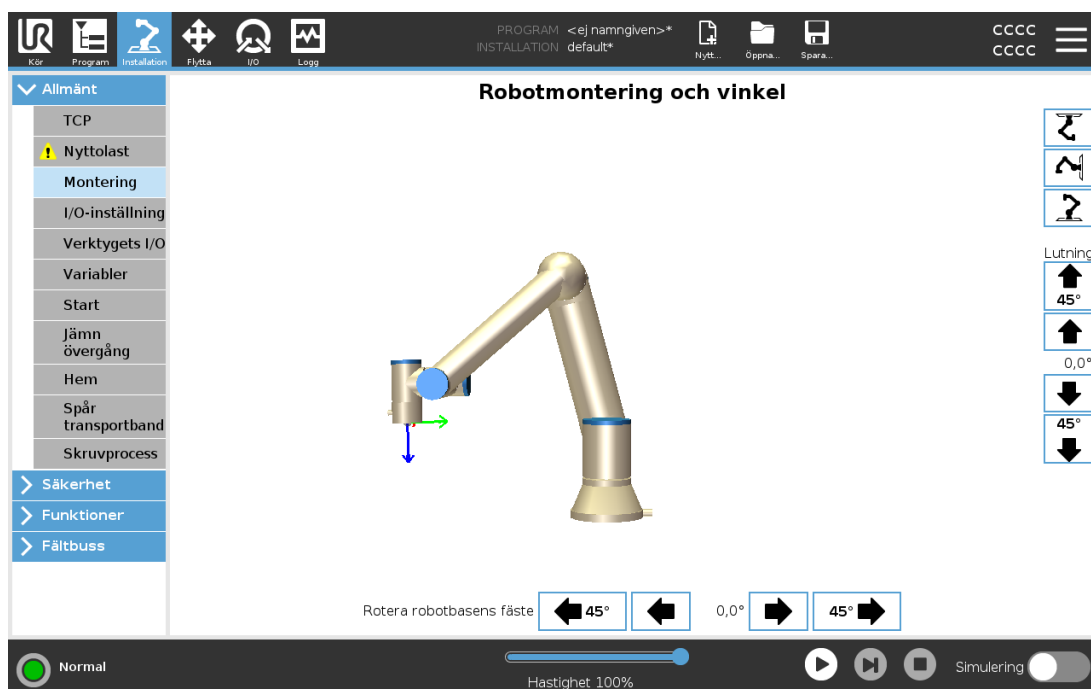 UR
Kör
Program
Installation
Flytta
I/O
Logg
PROGRAM <ej namngiven>*
INSTALLATION default*
Nytt...
Öppna...
Spara...
CCCC
CCCC
Allmänt
TCP
Nyttolast
Montering
I/O-inställning
Verktygets I/O
Variabler
Start
Jämn
övergång
Hem
Spår
transportband
Skruvprocess
Säkerhet
Funktioner
Fältbuss
Robotmontering och vinkel
Lutning
45°
0,0°
45°
Rotera robotbasens fäste
45°
0,0°
45°
Normal
Hastighet 100%
Simulering